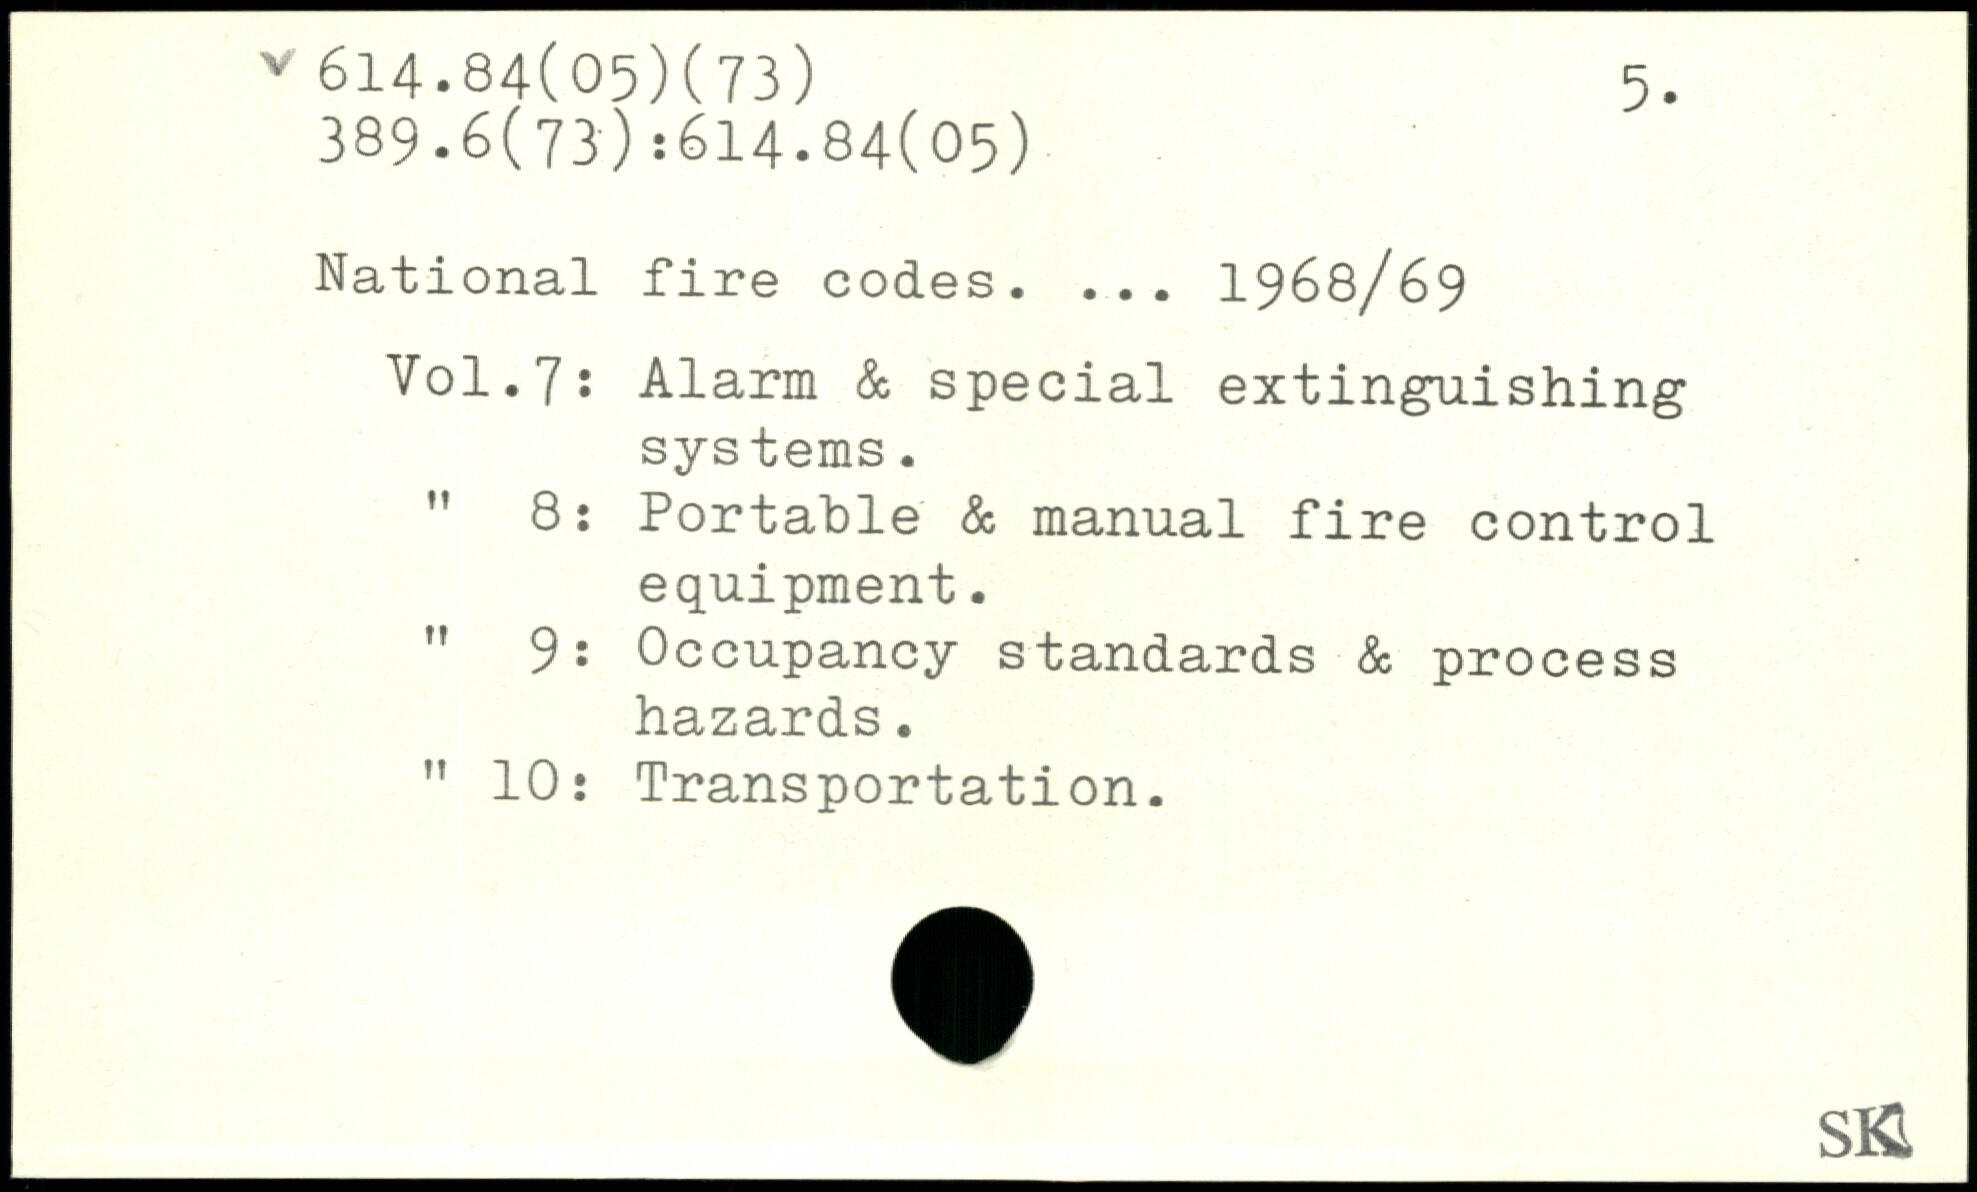 v 614.84(05)(73) 5.
389.6(73):614.84(05)
National fire codes. ... 1968/69
Vol.7: Alarm & special extinguishing
systems.
" 8: Portable & manual fire control
equipment.
" 9: Occupancy standards & process
hazards.
" 10: Transportation.
SK